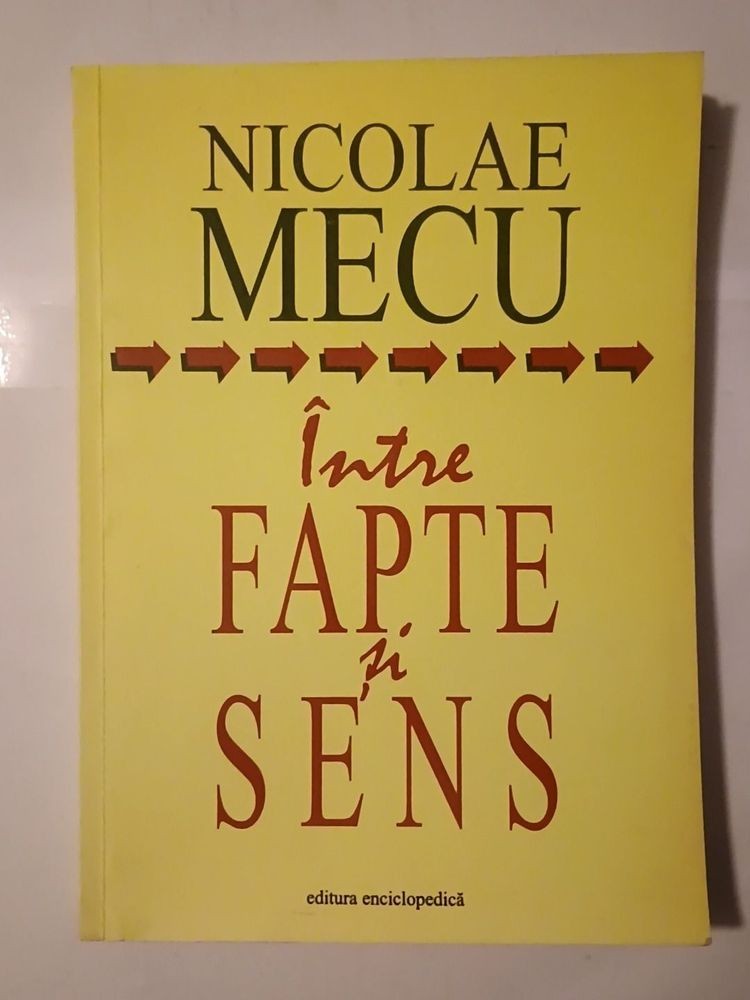 NICOLAE
MECU
Între
FAPTE
și
SENS
editura enciclopedică